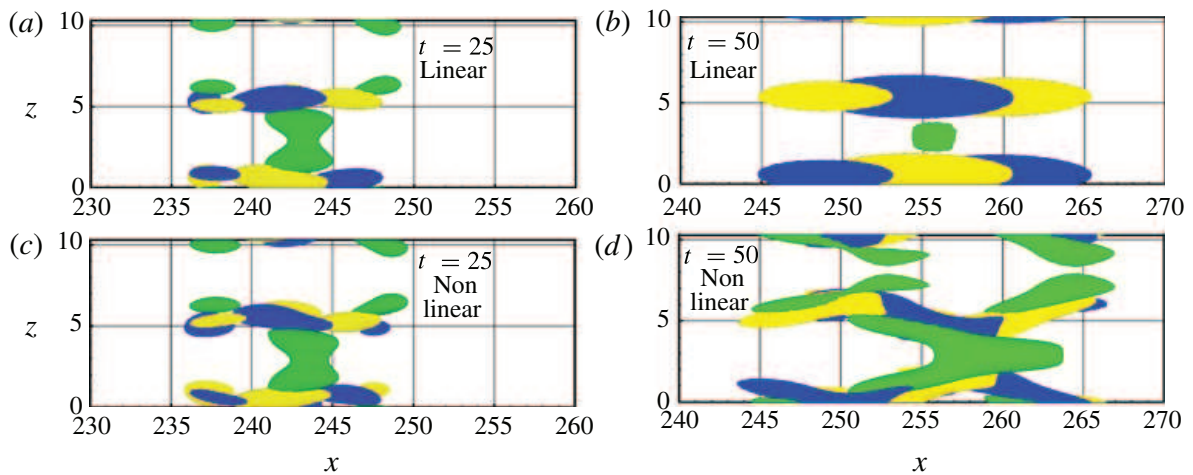 (a)
10
5
0
z
t = 25
Linear
230 235 240 245 250 255 260
(b)
10
5
0
t = 50
Linear
240 245 250 255 260 265 270
(c)
10
5
0
z
t = 25
Non
linear
230 235 240 245 250 255 260
x
(d)
10
5
0
t = 50
Non
linear
240 245 250 255 260 265 270
x